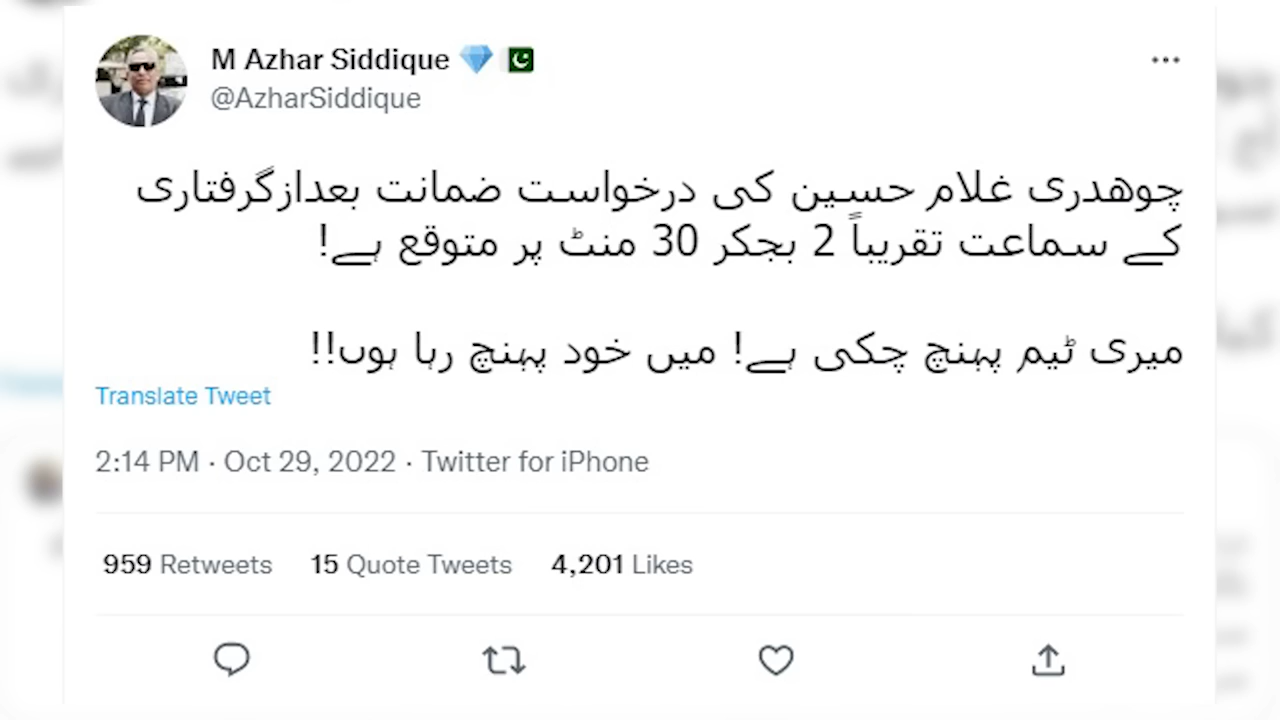 M Azhar Siddique 💎 🇵🇰
@AzharSiddique
چوھدری غلام حسین کی درخواست ضمانت بعدازگرفتاری
کے سماعت تقریباً 2 بجکر 30 منٹ پر متوقع ہے!
میری ٹیم پہنچ چکی ہے! میں خود پہنچ رہا ہوں!!
Translate Tweet
2:14 PM · Oct 29, 2022 · Twitter for iPhone
959 Retweets 15 Quote Tweets 4,201 Likes